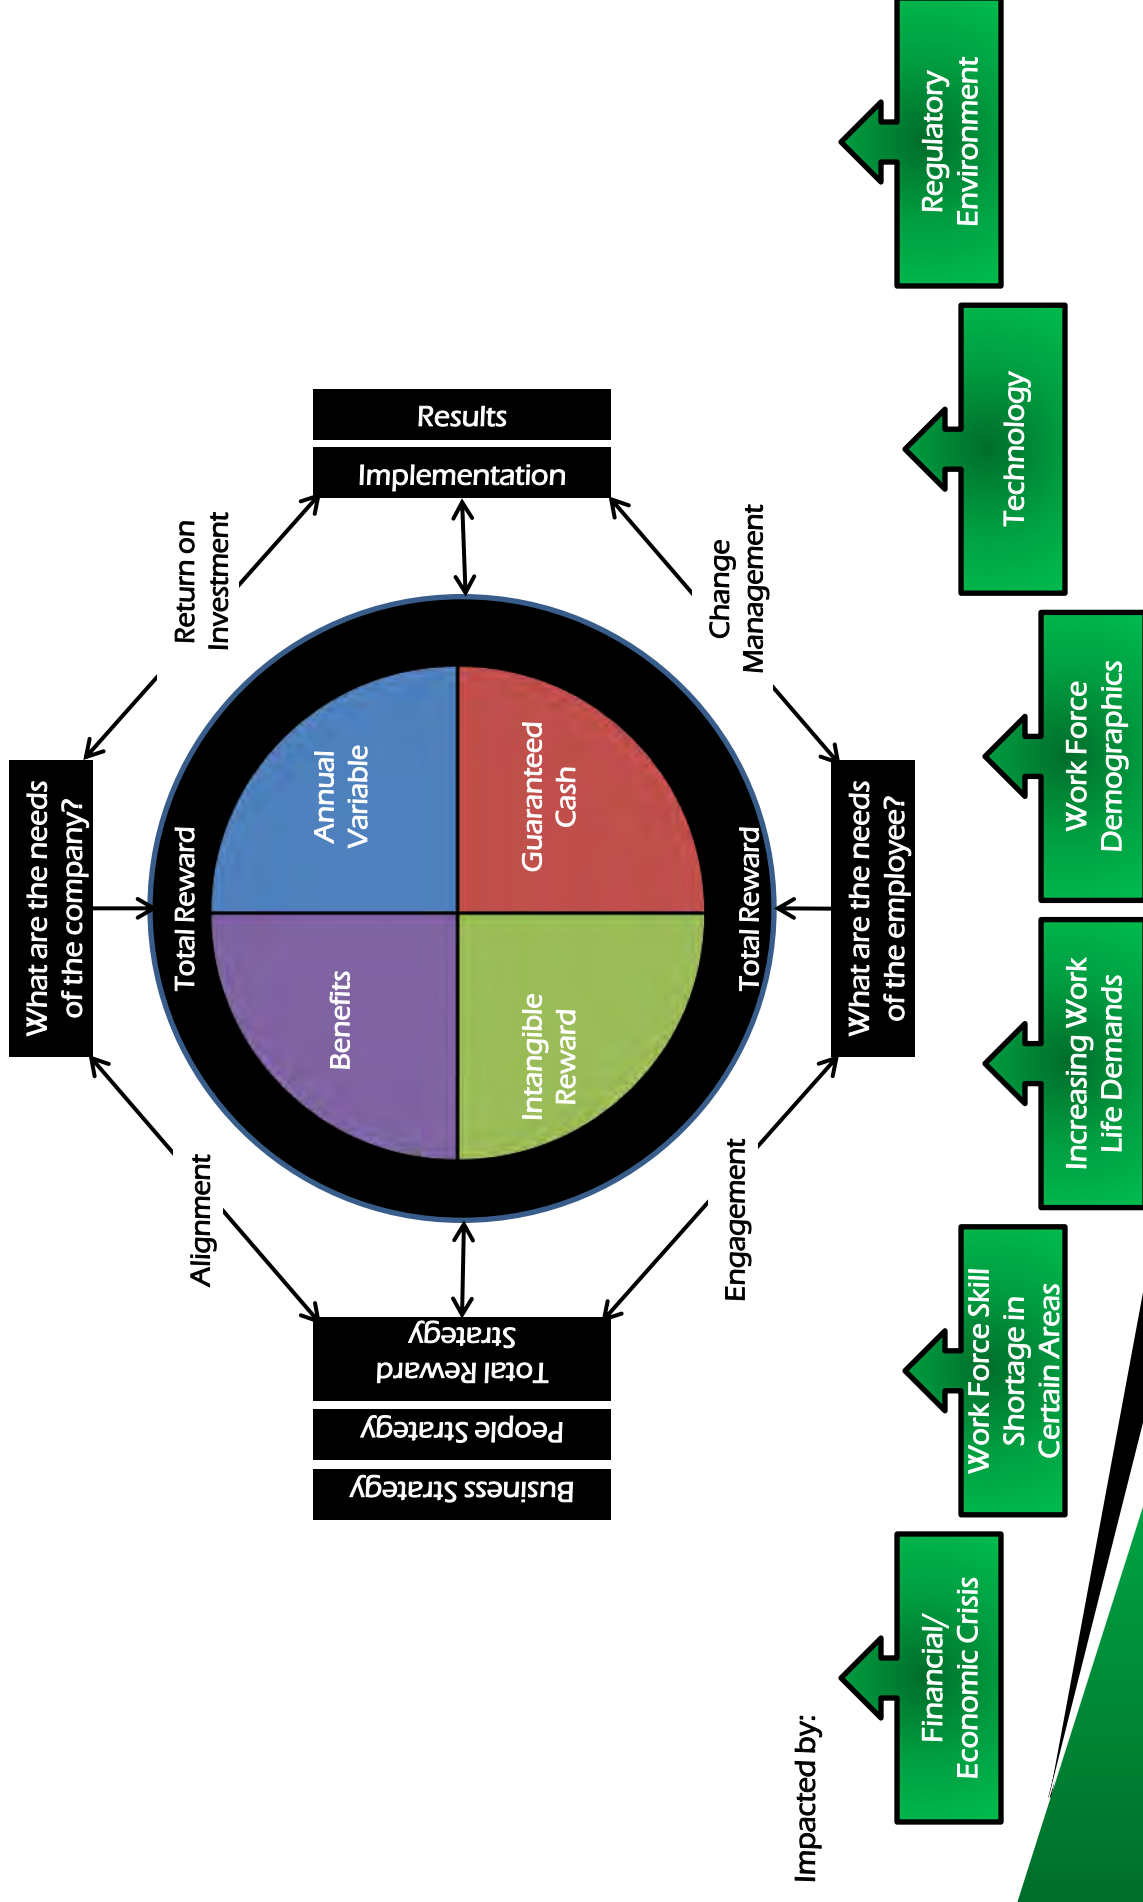 What are the needs
of the company?
Alignment
Return on
Investment
Total Reward
Business Strategy
People Strategy
Total Reward
Strategy
Benefits
Annual
Variable
Intangible
Reward
Guaranteed
Cash
Implementation
Results
Total Reward
Engagement
Change
Management
What are the needs
of the employee?
Impacted by:
Financial/
Economic Crisis
Work Force Skill
Shortage in
Certain Areas
Increasing Work
Life Demands
Work Force
Demographics
Technology
Regulatory
Environment